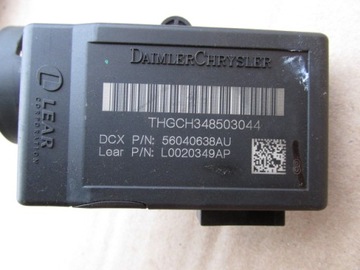 DAIMLERCHRYSLER
THGCH348503044
DCX P/N: 56040638AU
Lear P/N: L0020349AP
LEAR
CORPORATION